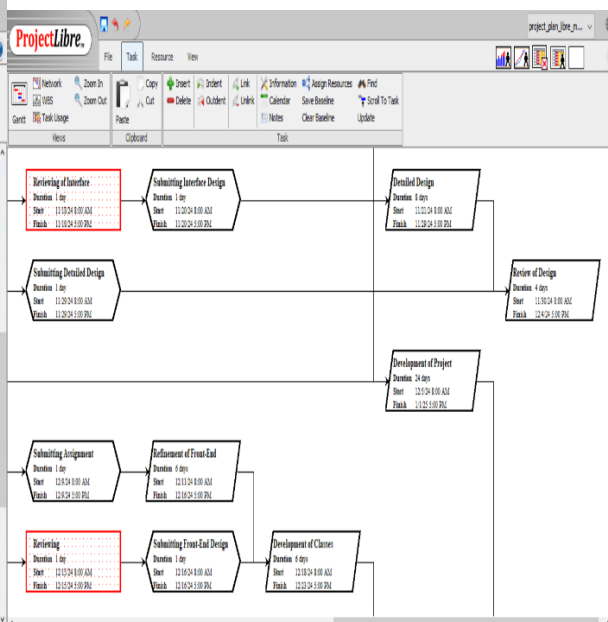 ProjectLibre
project_plan_libre_n...
File Task Resource View
Network Zoom In Copy Insert Indent Link Information Assign Resources Find
WBS Zoom Out Cut Delete Outdent Unlink Calendar Save Baseline Scroll To Task
Gantt Task Usage Paste Notes Clear Baseline Update
Views Clipboard Task
Reviewing of Interface
Duration 1 day
Start 11/18/24 8:00 AM
Finish 11/18/24 5:00 PM
Submitting Interface Design
Duration 1 day
Start 11/20/24 8:00 AM
Finish 11/20/24 5:00 PM
Detailed Design
Duration 8 days
Start 11/21/24 8:00 AM
Finish 11/29/24 5:00 PM
Submitting Detailed Design
Duration 1 day
Start 11/29/24 8:00 AM
Finish 11/29/24 5:00 PM
Review of Design
Duration 4 days
Start 11/30/24 8:00 AM
Finish 12/4/24 5:00 PM
Development of Project
Duration 24 days
Start 12/5/24 8:00 AM
Finish 1/1/25 5:00 PM
Submitting Assignment
Duration 1 day
Start 12/9/24 8:00 AM
Finish 12/9/24 5:00 PM
Refinement of Front-End
Duration 6 days
Start 12/11/24 8:00 AM
Finish 12/16/24 5:00 PM
Reviewing
Duration 1 day
Start 12/15/24 8:00 AM
Finish 12/15/24 5:00 PM
Submitting Front-End Design
Duration 1 day
Start 12/16/24 8:00 AM
Finish 12/16/24 5:00 PM
Development of Classes
Duration 6 days
Start 12/18/24 8:00 AM
Finish 12/23/24 5:00 PM